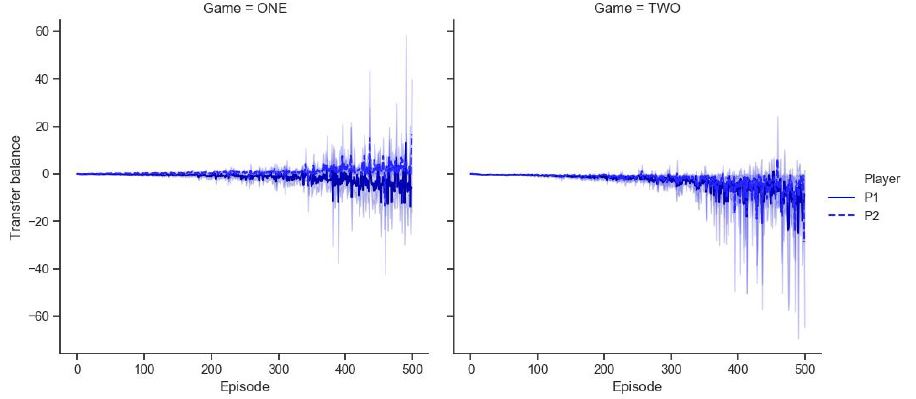 Game = ONE
Game = TWO
Transfer balance
60
40
20
0
−20
−40
−60
0 100 200 300 400 500
0 100 200 300 400 500
Episode
Episode
Player
P1
P2